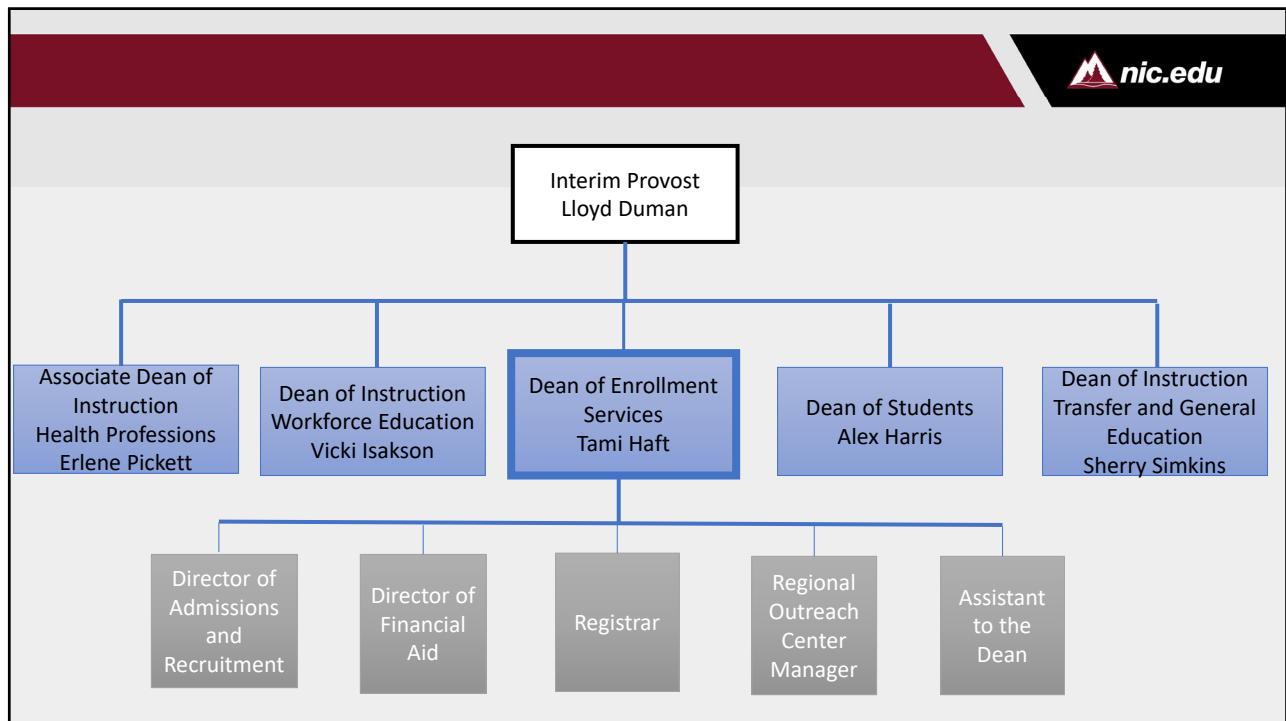 nic.edu
Interim Provost
Lloyd Duman
Associate Dean of
Instruction
Health Professions
Erlene Pickett
Dean of Instruction
Workforce Education
Vicki Isakson
Dean of Enrollment
Services
Tami Haft
Dean of Students
Alex Harris
Dean of Instruction
Transfer and General
Education
Sherry Simkins
Director of
Admissions
and
Recruitment
Director of
Financial
Aid
Registrar
Regional
Outreach
Center
Manager
Assistant
to the
Dean